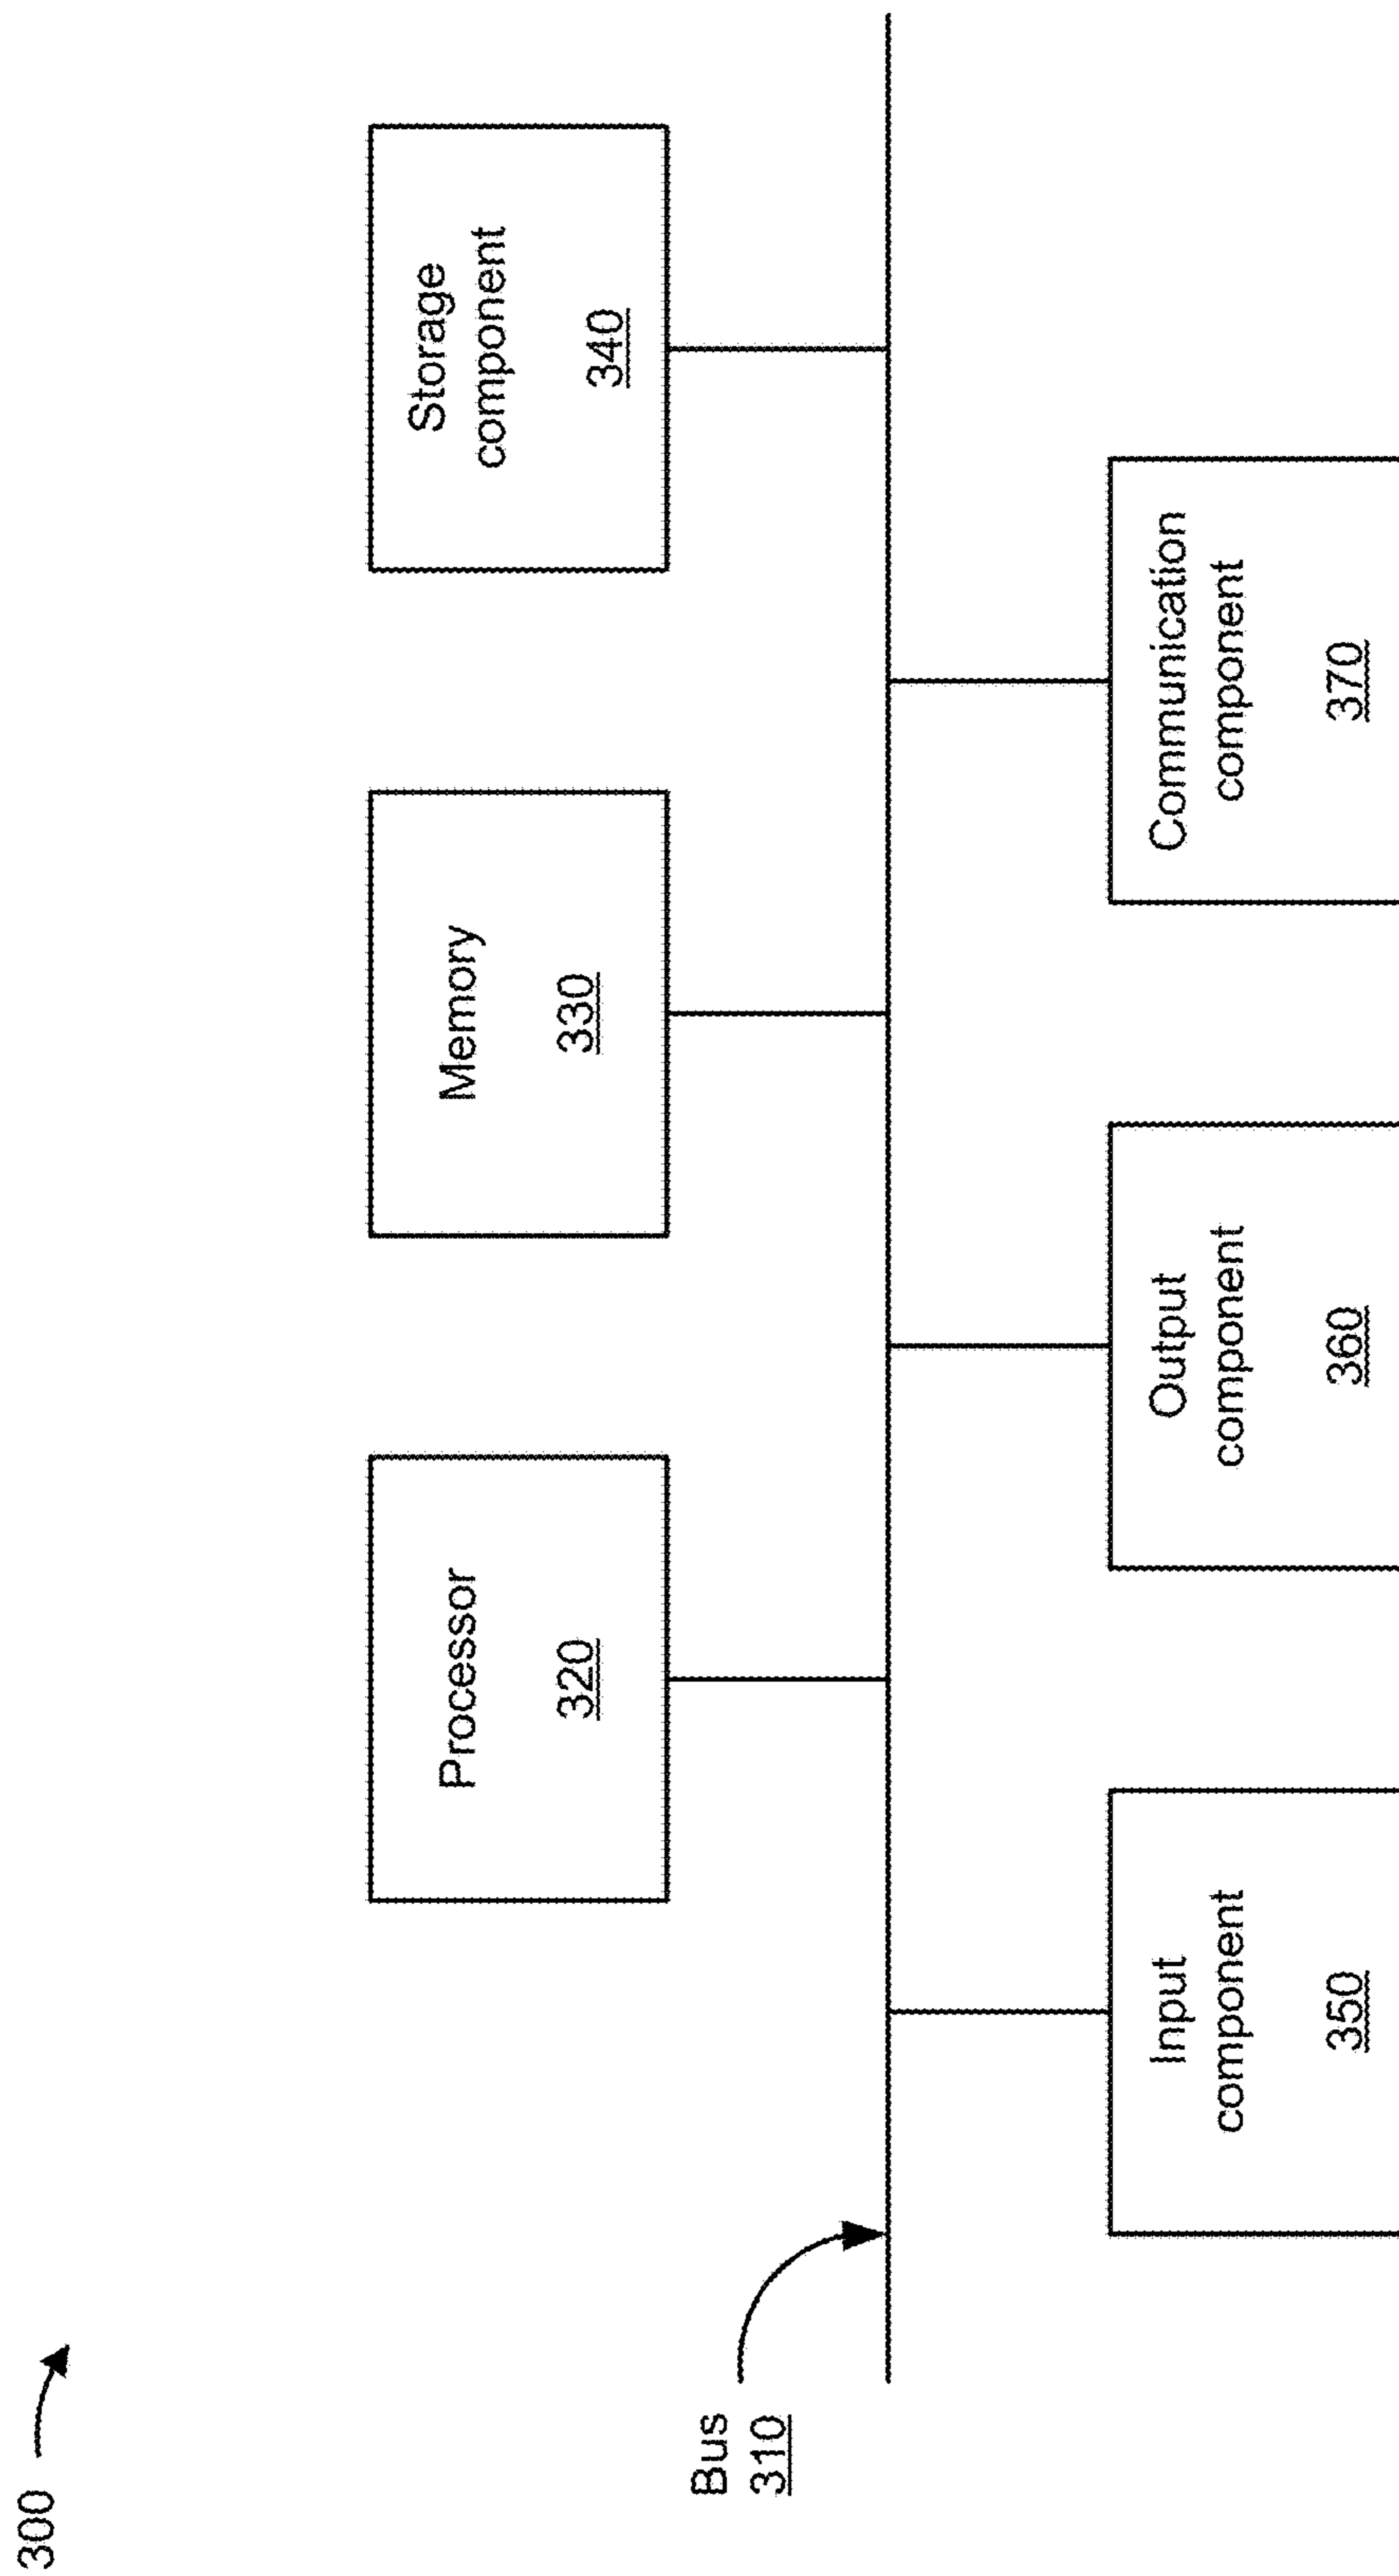 300
Processor
320
Memory
330
Storage
component
340
Bus
310
Input
component
350
Output
component
360
Communication
component
370